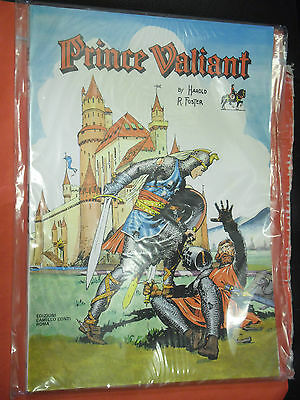 Prince Valiant
BY HAROLD
R. FOSTER
EDIZIONI
CAMILLO CONTI
ROMA